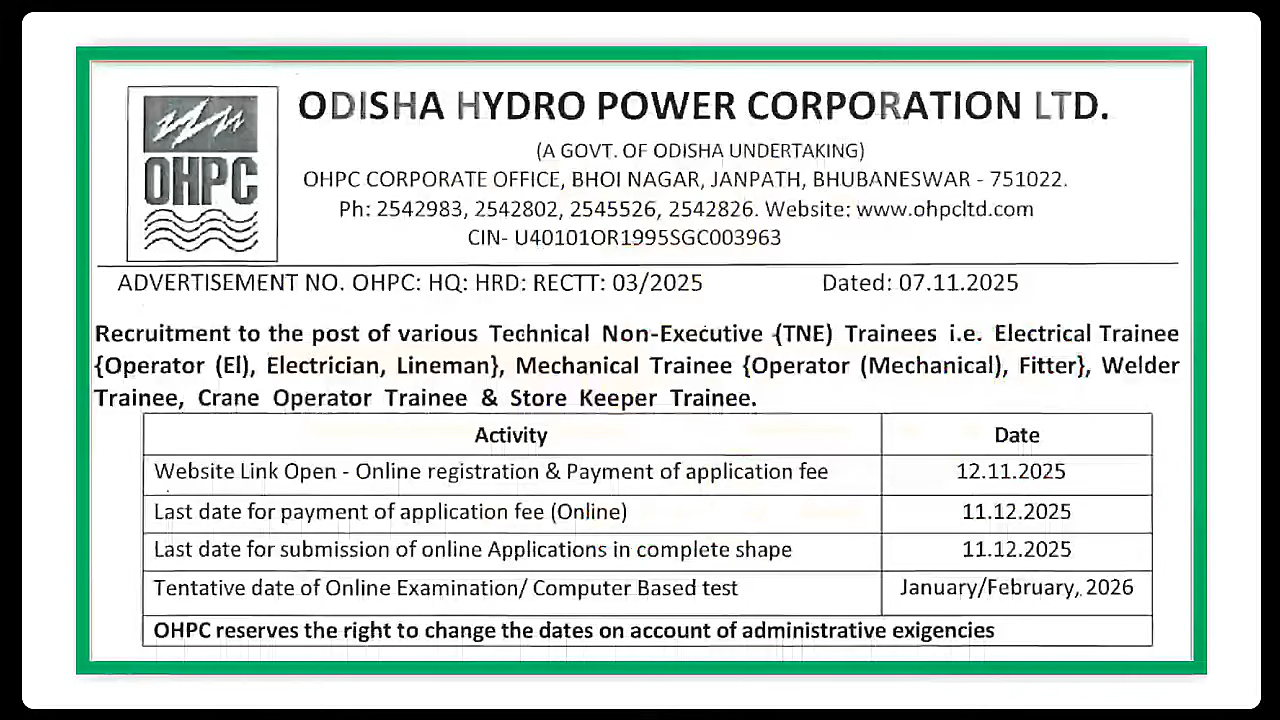 OHPC
ODISHA HYDRO POWER CORPORATION LTD.
(A GOVT. OF ODISHA UNDERTAKING)
OHPC CORPORATE OFFICE, BHOI NAGAR, JANPATH, BHUBANESWAR - 751022.
Ph: 2542983, 2542802, 2545526, 2542826. Website: www.ohpcltd.com
CIN- U40101OR1995SGC003963
ADVERTISEMENT NO. OHPC: HQ: HRD: RECTT: 03/2025 Dated: 07.11.2025
Recruitment to the post of various Technical Non-Executive (TNE) Trainees i.e. Electrical Trainee
{Operator (El), Electrician, Lineman}, Mechanical Trainee {Operator (Mechanical), Fitter}, Welder
Trainee, Crane Operator Trainee & Store Keeper Trainee.
Activity Date
Website Link Open - Online registration & Payment of application fee 12.11.2025
Last date for payment of application fee (Online) 11.12.2025
Last date for submission of online Applications in complete shape 11.12.2025
Tentative date of Online Examination/ Computer Based test January/February, 2026
OHPC reserves the right to change the dates on account of administrative exigencies